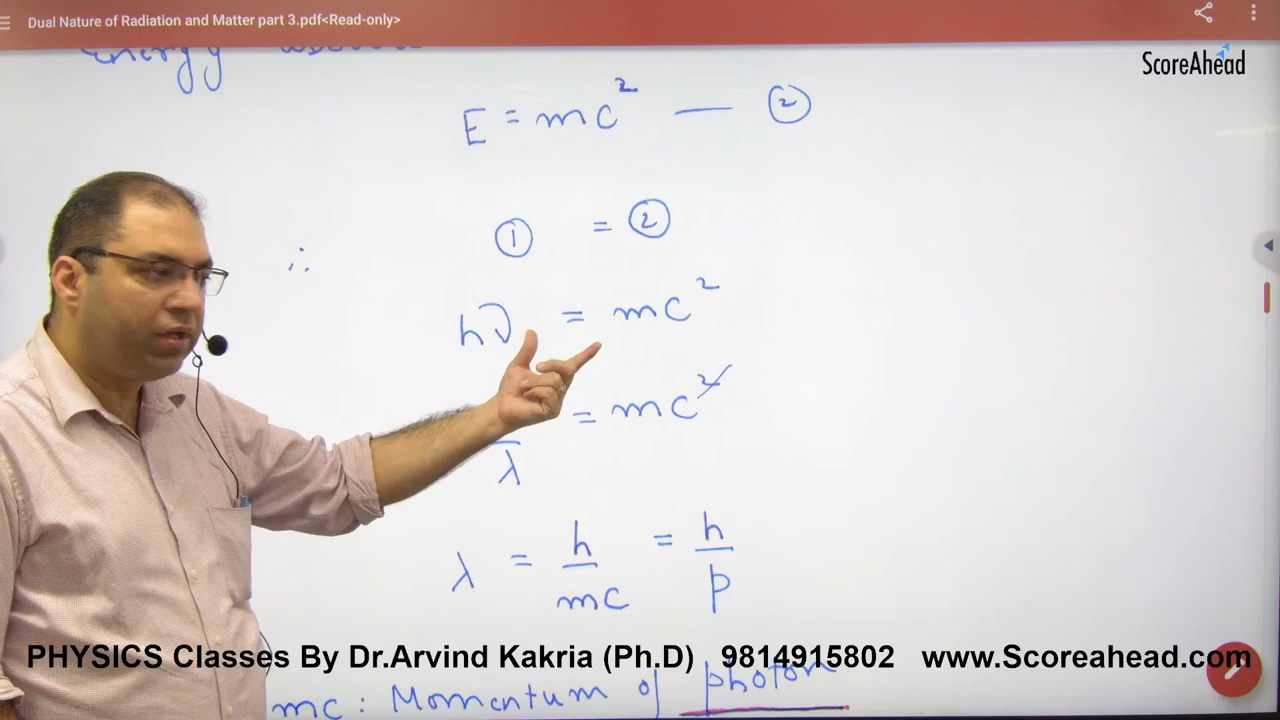 Dual Nature of Radiation and Matter part 3.pdf<Read-only>
ScoreAhead
Energy
E = mc² — ②
∴ ① = ②
hν = mc²
λ = mc²
λ = h/mc = h/p
PHYSICS Classes By Dr.Arvind Kakria (Ph.D) 9814915802 www.Scoreahead.com
mc : Momentum of photon